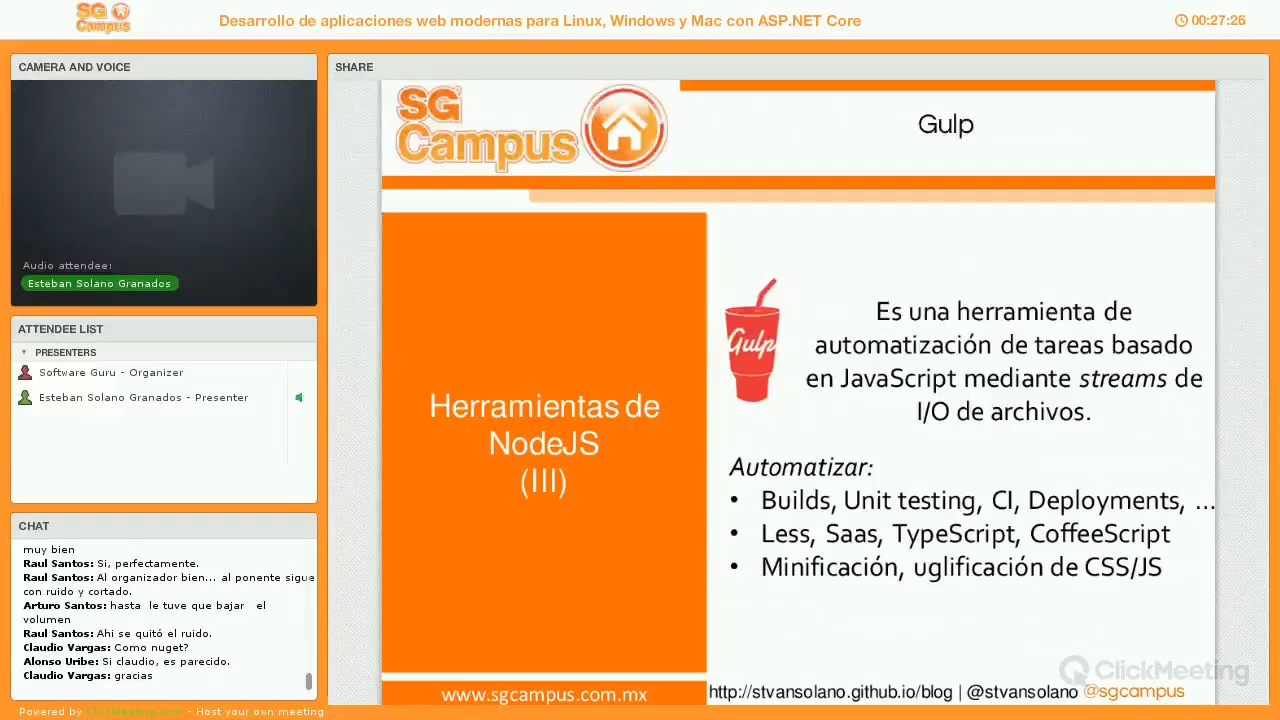 SG Campus
Desarrollo de aplicaciones web modernas para Linux, Windows y Mac con ASP.NET Core
00:27:26
CAMERA AND VOICE
Audio attendee:
Esteban Solano Granados
ATTENDEE LIST
PRESENTERS
Software Guru - Organizer
Esteban Solano Granados - Presenter
CHAT
muy bien
Raul Santos: Si, perfectamente.
Raul Santos: Al organizador bien... al ponente sigue
con ruido y cortado.
Arturo Santos: hasta le tuve que bajar el
volumen
Raul Santos: Ahi se quitó el ruido.
Claudio Vargas: Como nuget?
Alonso Uribe: Si claudio, es parecido.
Claudio Vargas: gracias
Powered by ClickMeeting.com - Host your own meeting
SHARE
SG
Campus
Gulp
Herramientas de
NodeJS
(III)
Gulp
Es una herramienta de
automatización de tareas basado
en JavaScript mediante streams de
I/O de archivos.
Automatizar:
• Builds, Unit testing, CI, Deployments, ...
• Less, Saas, TypeScript, CoffeeScript
• Minificación, uglificación de CSS/JS
ClickMeeting
www.sgcampus.com.mx
http://stvansolano.github.io/blog | @stvansolano @sgcampus